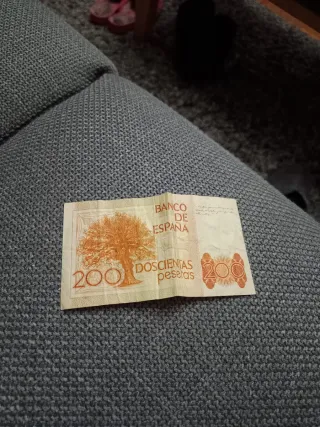 BANCO
DE
ESPAÑA
200 DOSCIENTAS
pesetas
200